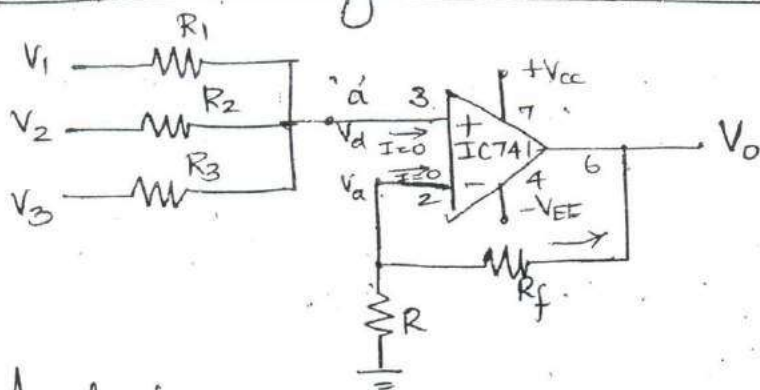 R1
V1
R2
V2
R3
V3
'a'
3
+VCC
7
+
Vd
I=0
IC741
6
Vo
I=0
Va
2
-
4
-VEE
Rf
R